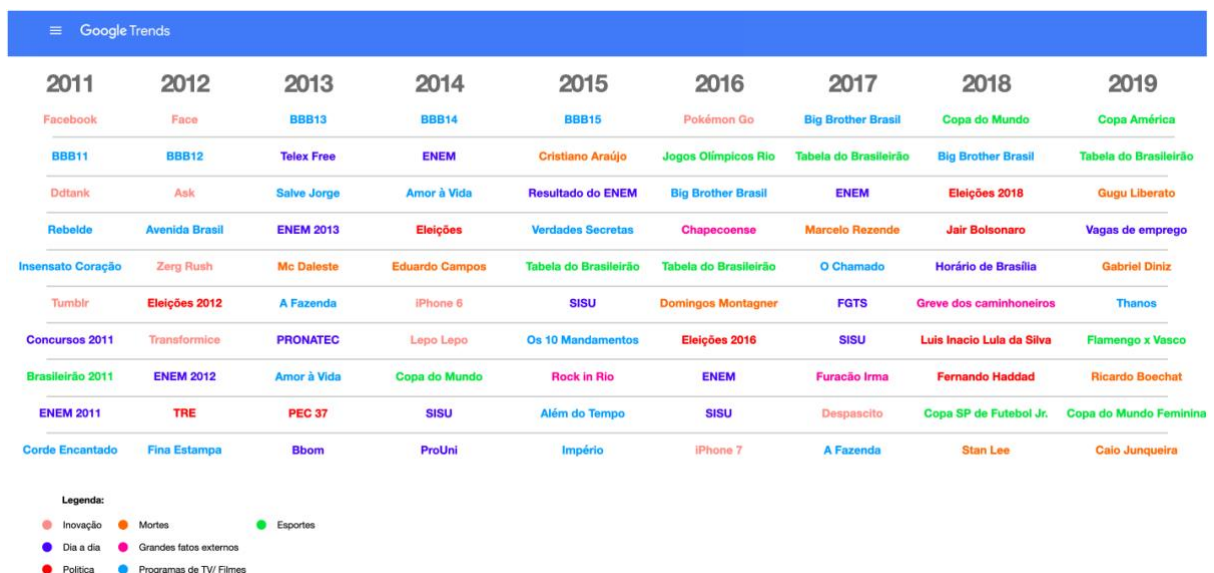 Google Trends
2011 2012 2013 2014 2015 2016 2017 2018 2019
Facebook Face BBB13 BBB14 BBB15 Pokémon Go Big Brother Brasil Copa do Mundo Copa América
BBB11 BBB12 Telex Free ENEM Cristiano Araújo Jogos Olímpicos Rio Tabela do Brasileirão Big Brother Brasil Tabela do Brasileirão
Ddtank Ask Salve Jorge Amor à Vida Resultado do ENEM Big Brother Brasil ENEM Eleições 2018 Gugu Liberato
Rebelde Avenida Brasil ENEM 2013 Eleições Verdades Secretas Chapecoense Marcelo Rezende Jair Bolsonaro Vagas de emprego
Insensato Coração Zerg Rush Mc Daleste Eduardo Campos Tabela do Brasileirão Tabela do Brasileirão O Chamado Horário de Brasília Gabriel Diniz
Tumblr Eleições 2012 A Fazenda iPhone 6 SISU Domingos Montagner FGTS Greve dos caminhoneiros Thanos
Concursos 2011 Transformice PRONATEC Lepo Lepo Os 10 Mandamentos Eleições 2016 SISU Luis Inacio Lula da Silva Flamengo x Vasco
Brasileirão 2011 ENEM 2012 Amor à Vida Copa do Mundo Rock in Rio ENEM Furacão Irma Fernando Haddad Ricardo Boechat
ENEM 2011 TRE PEC 37 SISU Além do Tempo SISU Despascito Copa SP de Futebol Jr. Copa do Mundo Feminina
Corde Encantado Fina Estampa Bbom ProUni Império iPhone 7 A Fazenda Stan Lee Caio Junqueira
Legenda:
Inovação Mortes Esportes
Dia a dia Grandes fatos externos
Politica Programas de TV/ Filmes